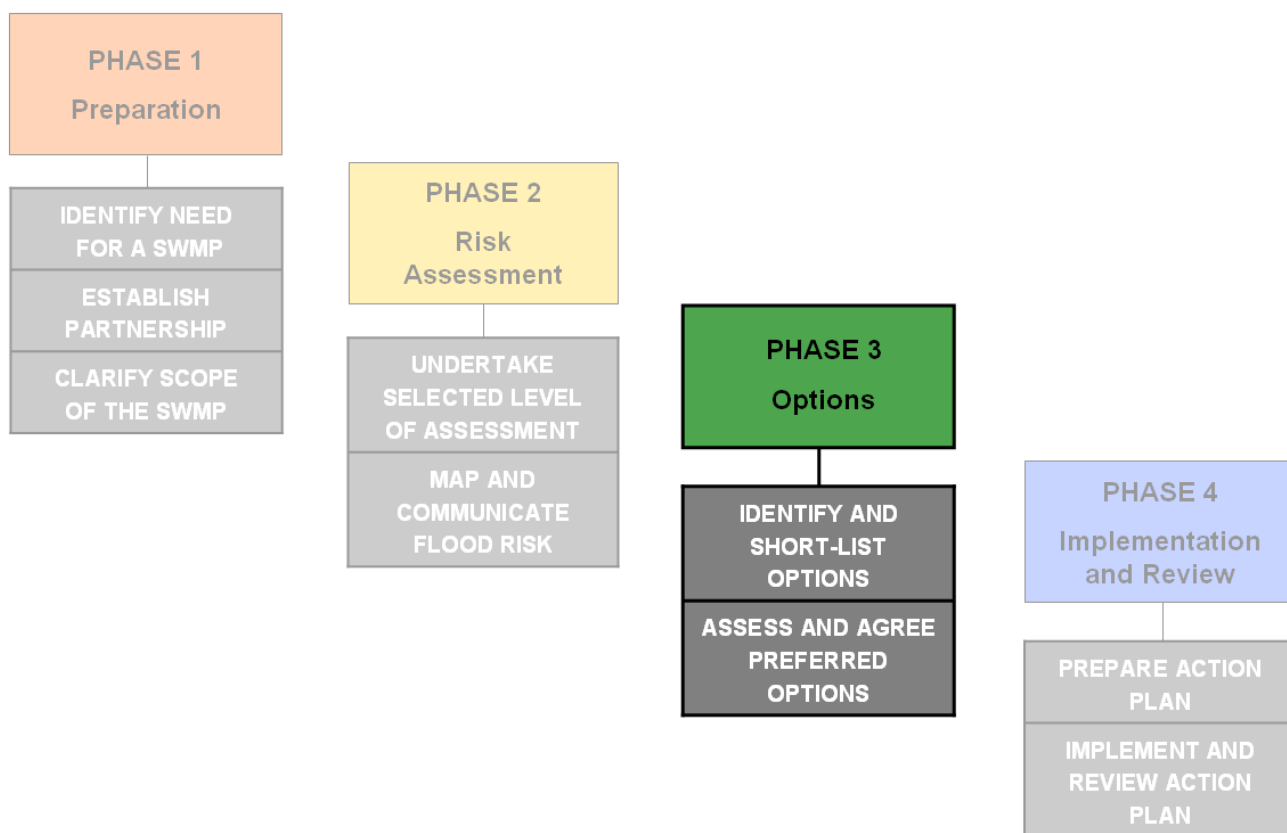 PHASE 1
Preparation
IDENTIFY NEED
FOR A SWMP
ESTABLISH
PARTNERSHIP
CLARIFY SCOPE
OF THE SWMP
PHASE 2
Risk
Assessment
UNDERTAKE
SELECTED LEVEL
OF ASSESSMENT
MAP AND
COMMUNICATE
FLOOD RISK
PHASE 3
Options
IDENTIFY AND
SHORT-LIST
OPTIONS
ASSESS AND AGREE
PREFERRED
OPTIONS
PHASE 4
Implementation
and Review
PREPARE ACTION
PLAN
IMPLEMENT AND
REVIEW ACTION
PLAN